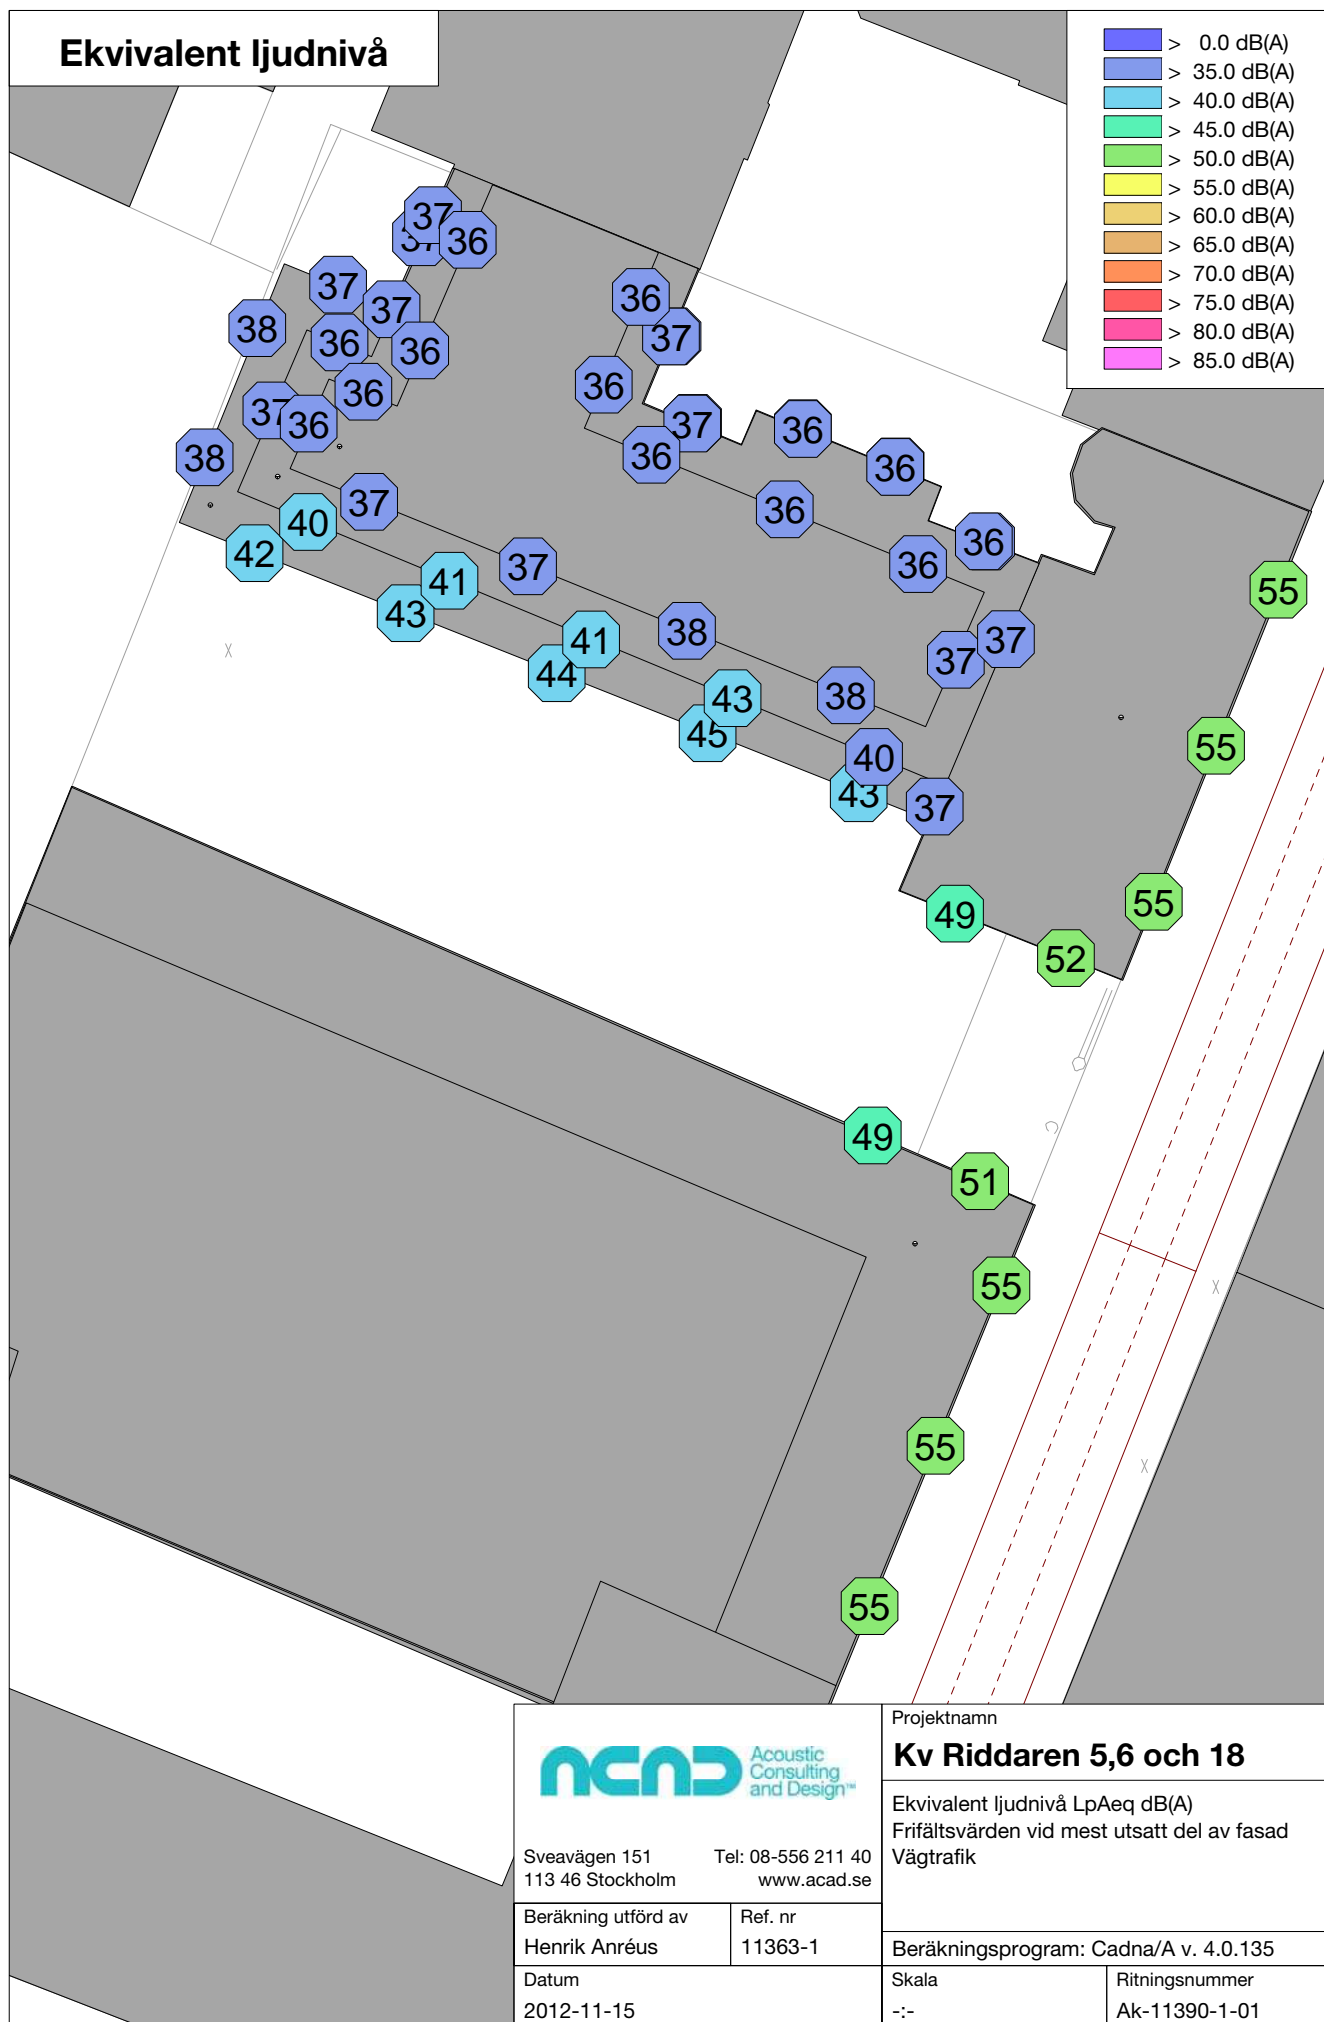 Ekvivalent ljudnivå
> 0.0 dB(A)
> 35.0 dB(A)
> 40.0 dB(A)
> 45.0 dB(A)
> 50.0 dB(A)
> 55.0 dB(A)
> 60.0 dB(A)
> 65.0 dB(A)
> 70.0 dB(A)
> 75.0 dB(A)
> 80.0 dB(A)
> 85.0 dB(A)
37
37
36
37
37
38
36
36
36
37
36
38
36
37
36
37
36
36
36
36
36
36
37
40
42
37
41
43
37
41
44
38
43
45
38
40
43
37
37
37
55
55
55
49
52
49
51
55
55
55
X
X
X
acad
Acoustic
Consulting
and Design™
Sveavägen 151 Tel: 08-556 211 40
113 46 Stockholm www.acad.se
Beräkning utförd av
Henrik Anréus
Ref. nr
11363-1
Datum
2012-11-15
Projektnamn
Kv Riddaren 5,6 och 18
Ekvivalent ljudnivå LpAeq dB(A)
Frifältsvärden vid mest utsatt del av fasad
Vägtrafik
Beräkningsprogram: Cadna/A v. 4.0.135
Skala
-:-
Ritningsnummer
Ak-11390-1-01